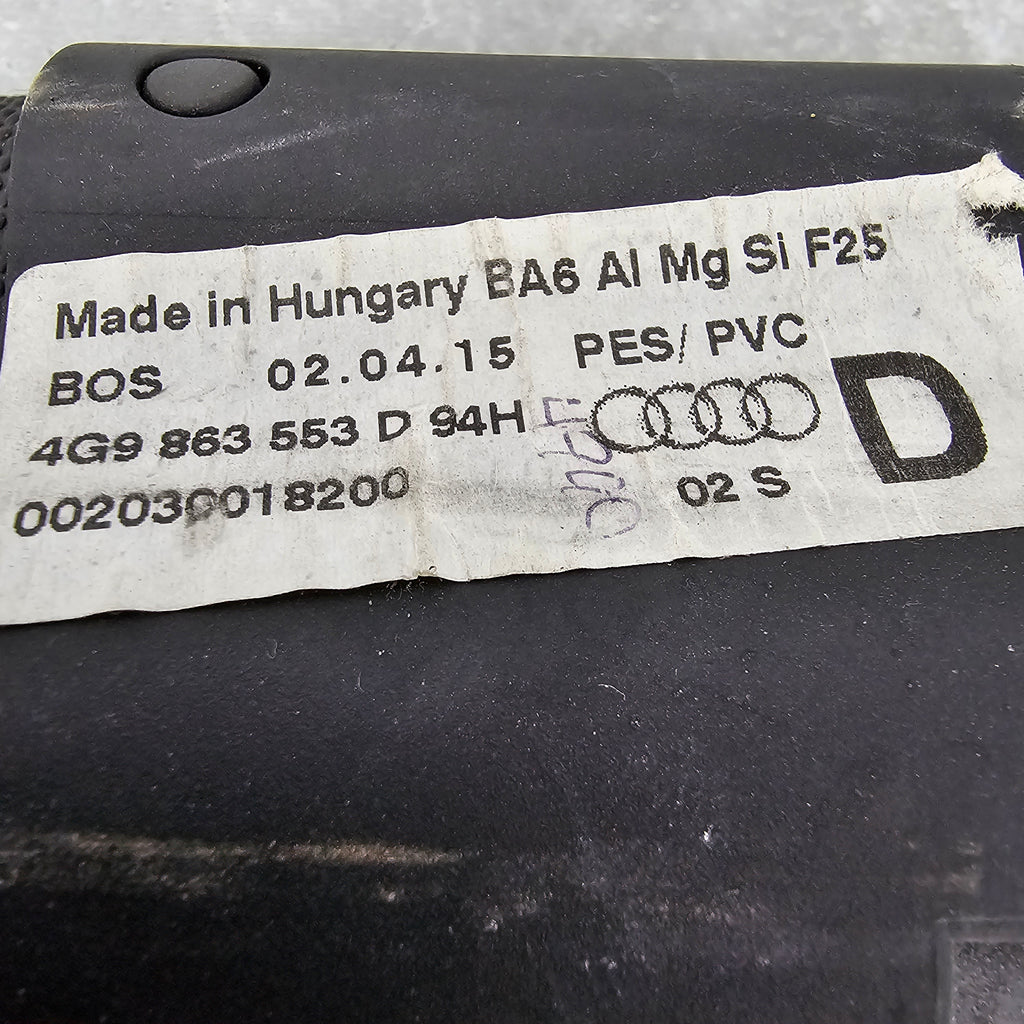 Made in Hungary BA6 Al Mg Si F25
BOS 02.04.15 PES/ PVC
4G9 863 553 D 94H
D
002030018200
02 S